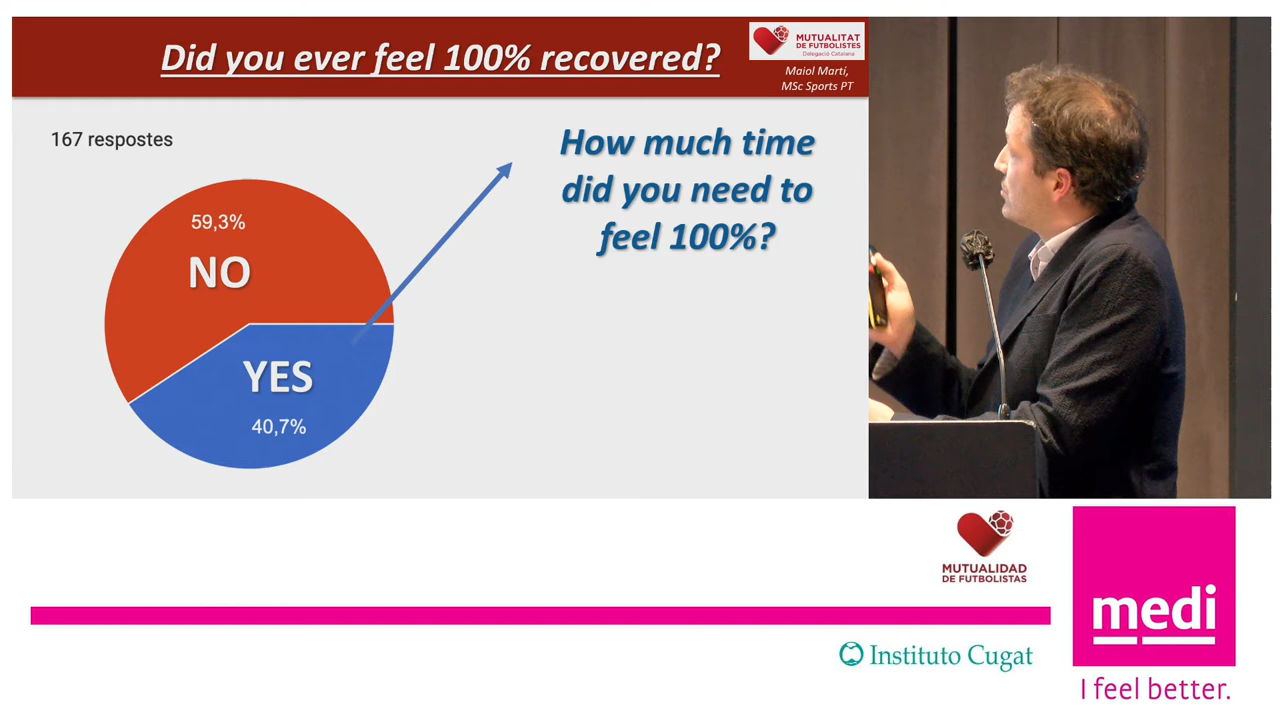 Did you ever feel 100% recovered?
MUTUALITAT
DE FUTBOLISTES
Delegació Catalana
Maiol Martí,
MSc Sports PT
167 respostes
How much time
did you need to
feel 100%?
59,3%
NO
YES
40,7%
MUTUALIDAD
DE FUTBOLISTAS
medi
Instituto Cugat
I feel better.